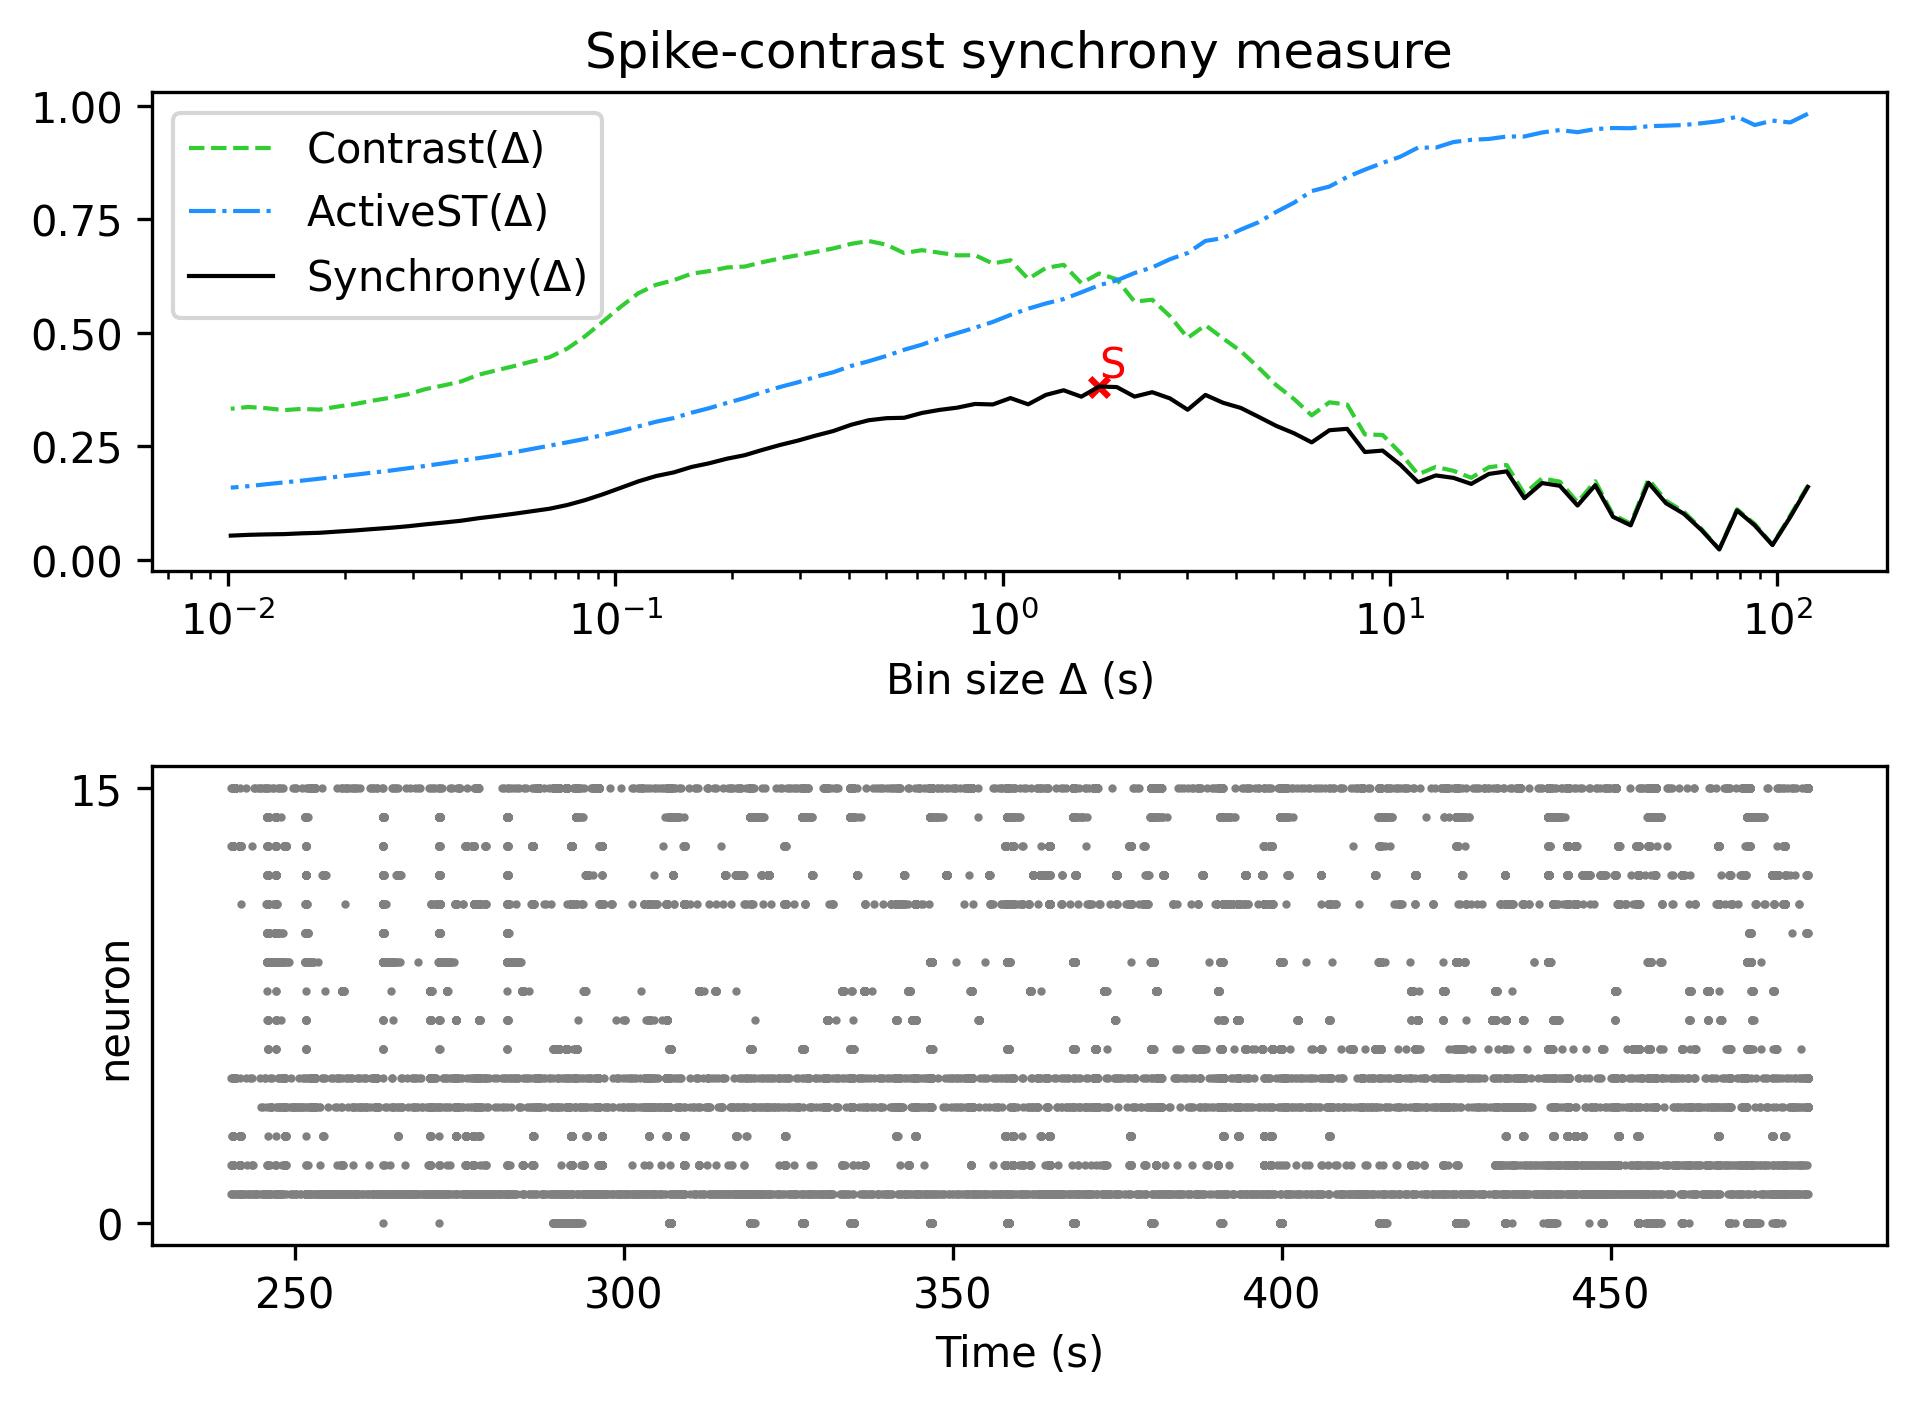 Spike-contrast synchrony measure
1.00
0.75
0.50
0.25
0.00
Contrast(Δ)
ActiveST(Δ)
Synchrony(Δ)
S
10⁻² 10⁻¹ 10⁰ 10¹ 10²
Bin size Δ (s)
15
0
neuron
250 300 350 400 450
Time (s)